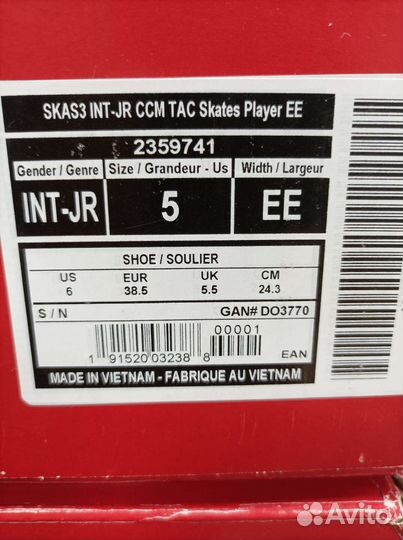 SKAS3 INT-JR CCM TAC Skates Player EE
2359741
Gender / Genre Size / Grandeur - Us Width / Largeur
INT-JR 5 EE
SHOE / SOULIER
US EUR UK CM
6 38.5 5.5 24.3
S / N GAN# DO3770
00001
1 91520 03238 8 EAN
MADE IN VIETNAM - FABRIQUE AU VIETNAM
Avito